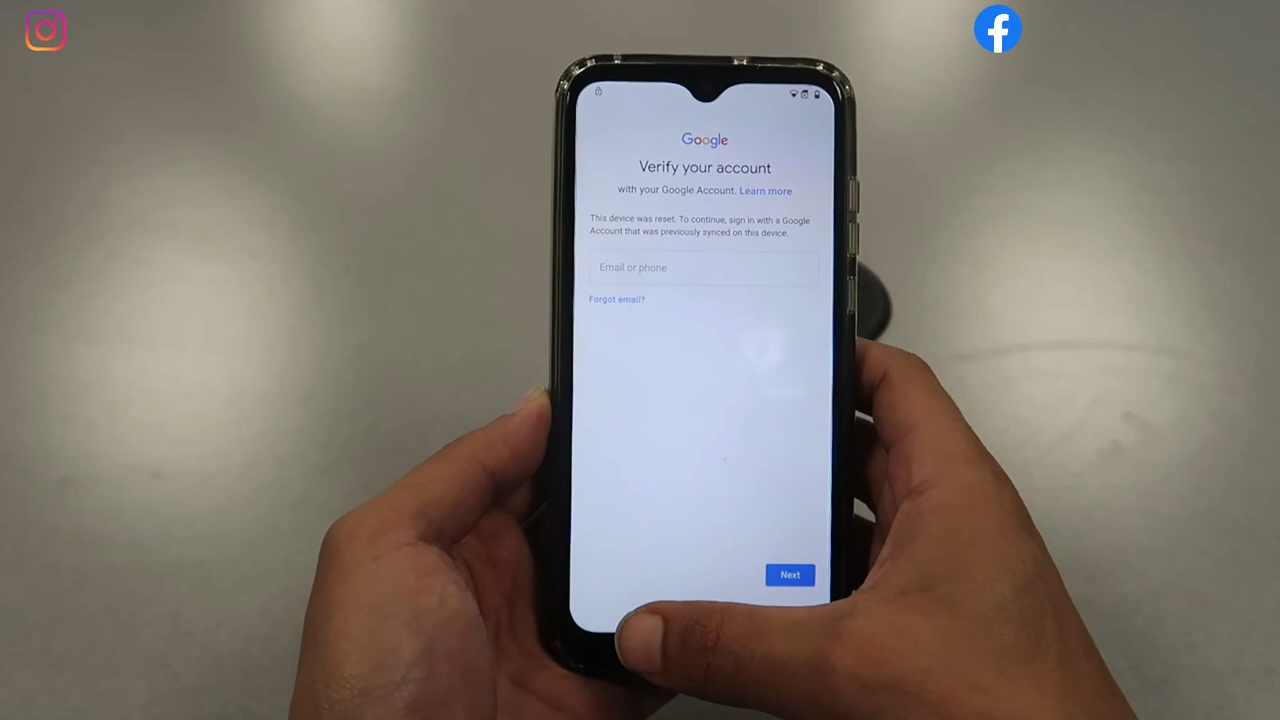 Google
Verify your account
with your Google Account. Learn more
This device was reset. To continue, sign in with a Google
Account that was previously synced on this device.
Email or phone
Forgot email?
Next